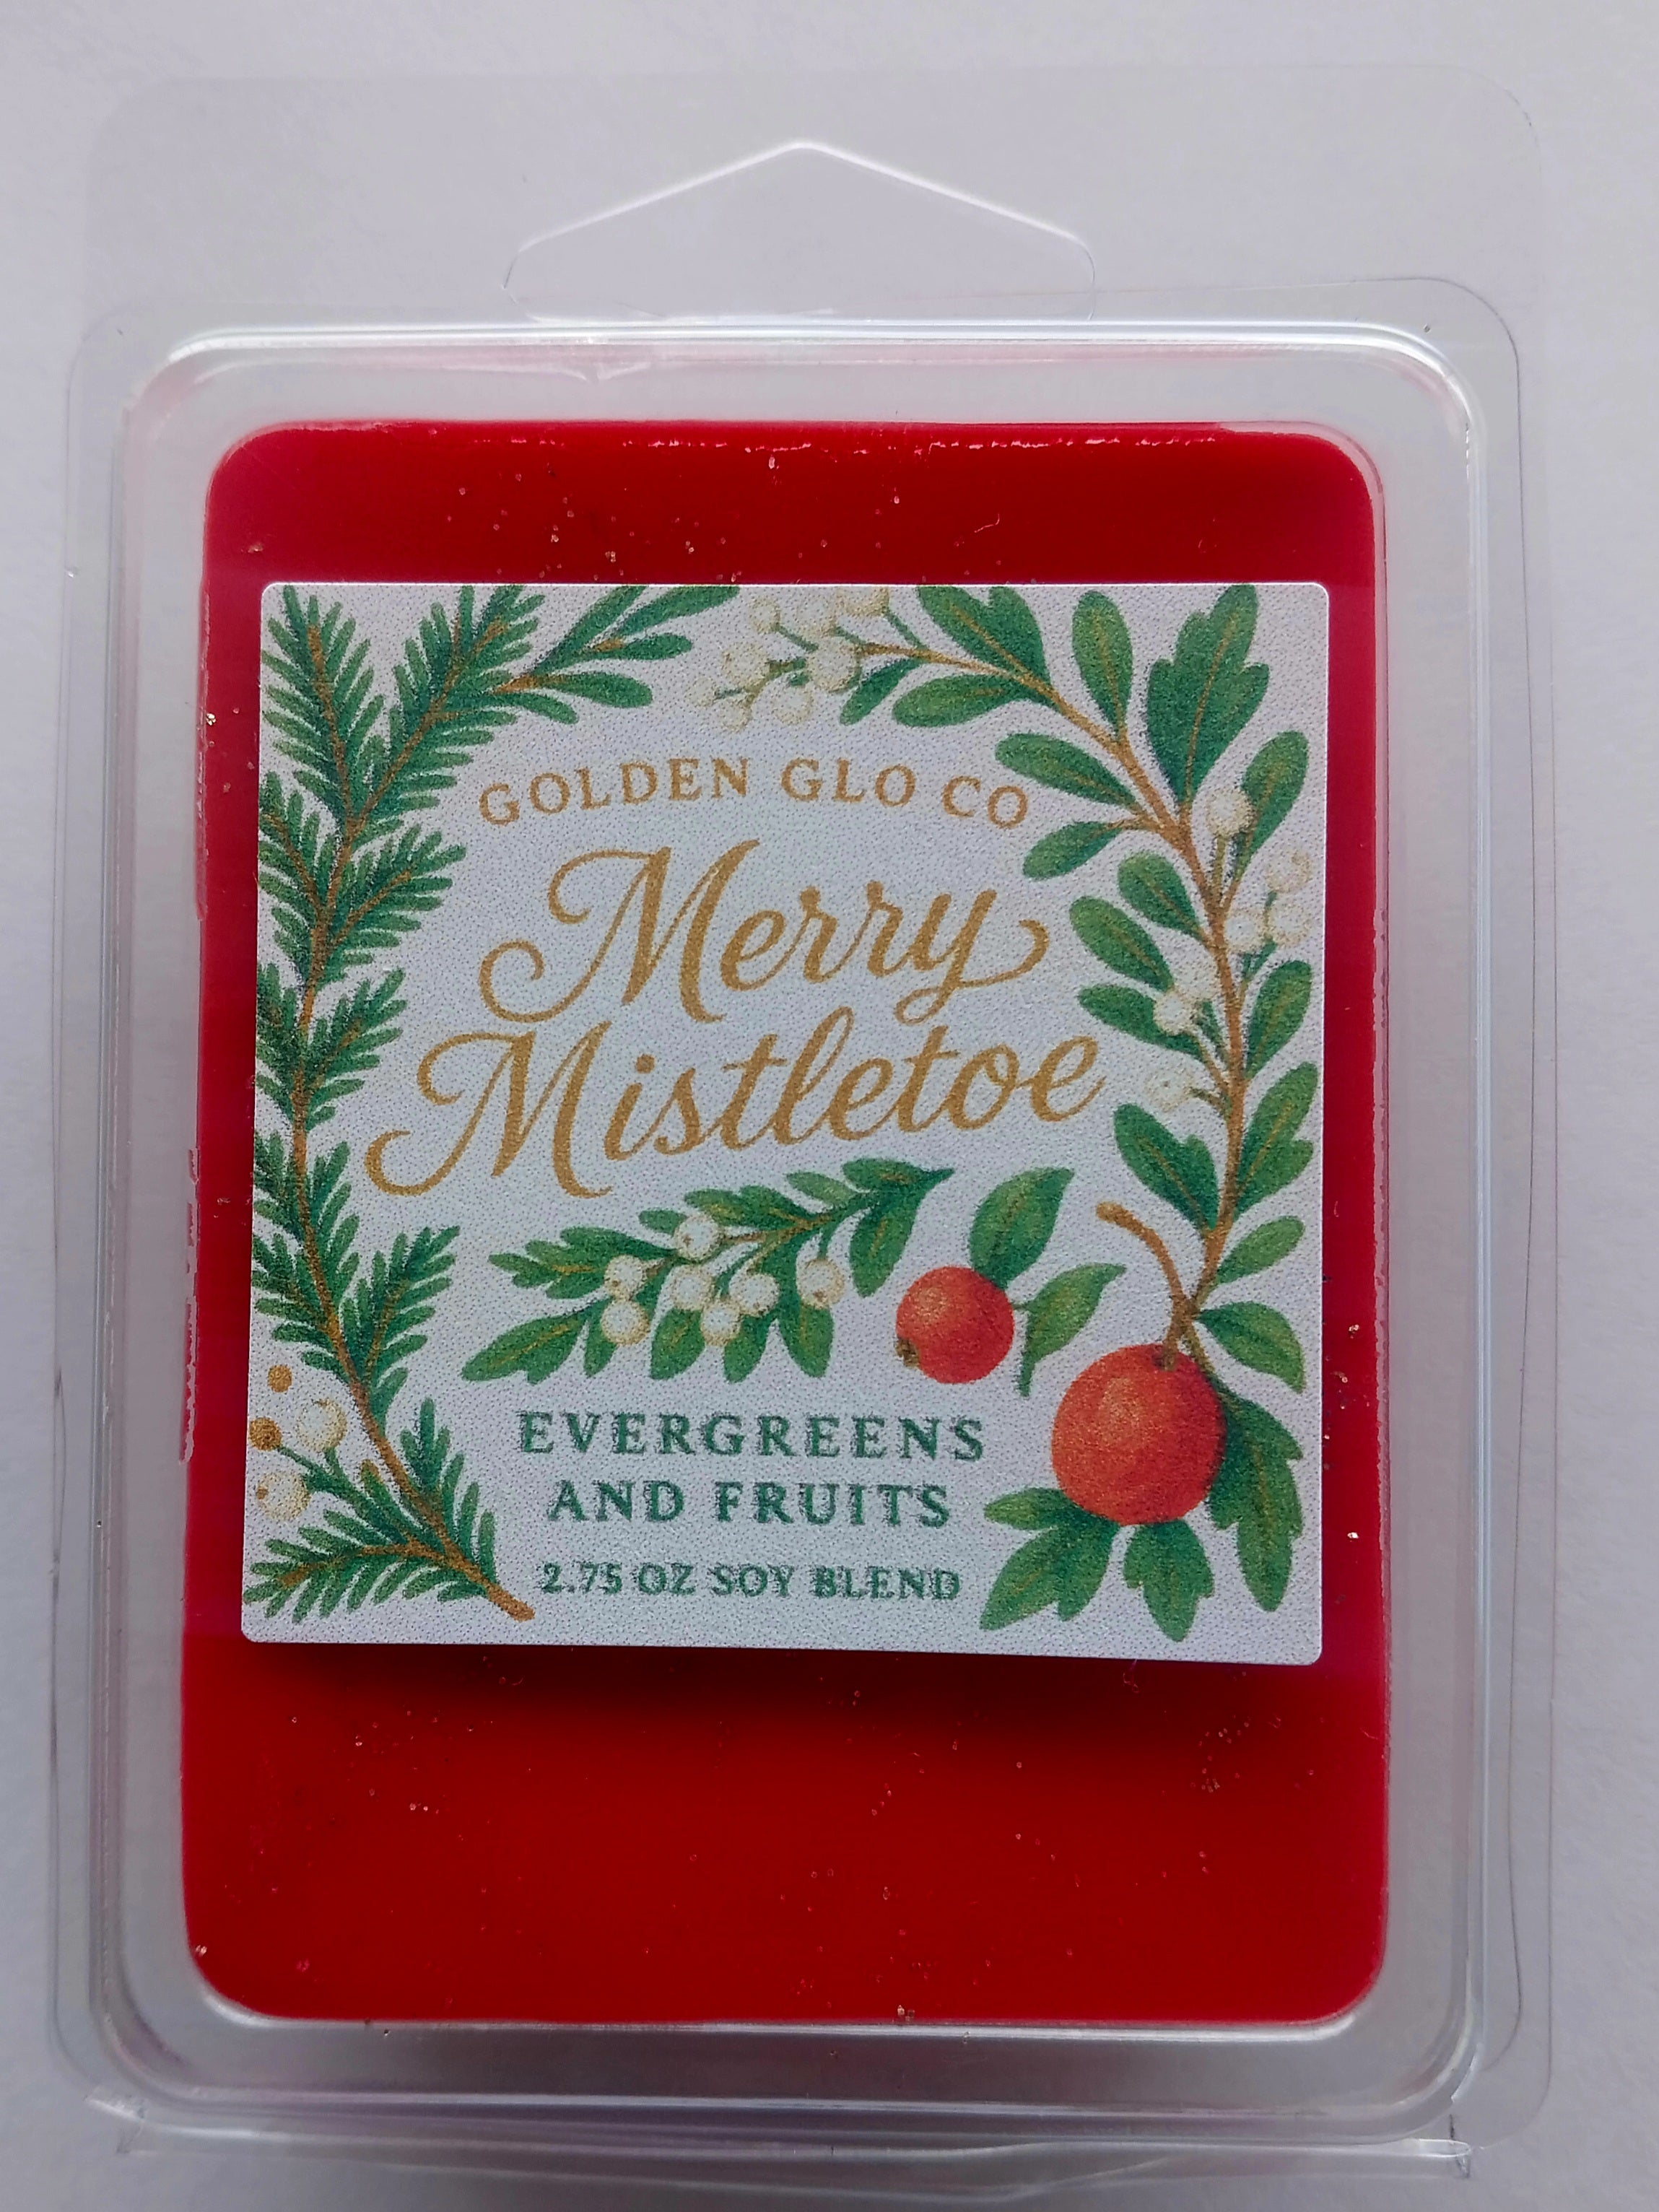 GOLDEN GLO CO
Merry
Mistletoe
EVERGREENS
AND FRUITS
2.75 OZ SOY BLEND